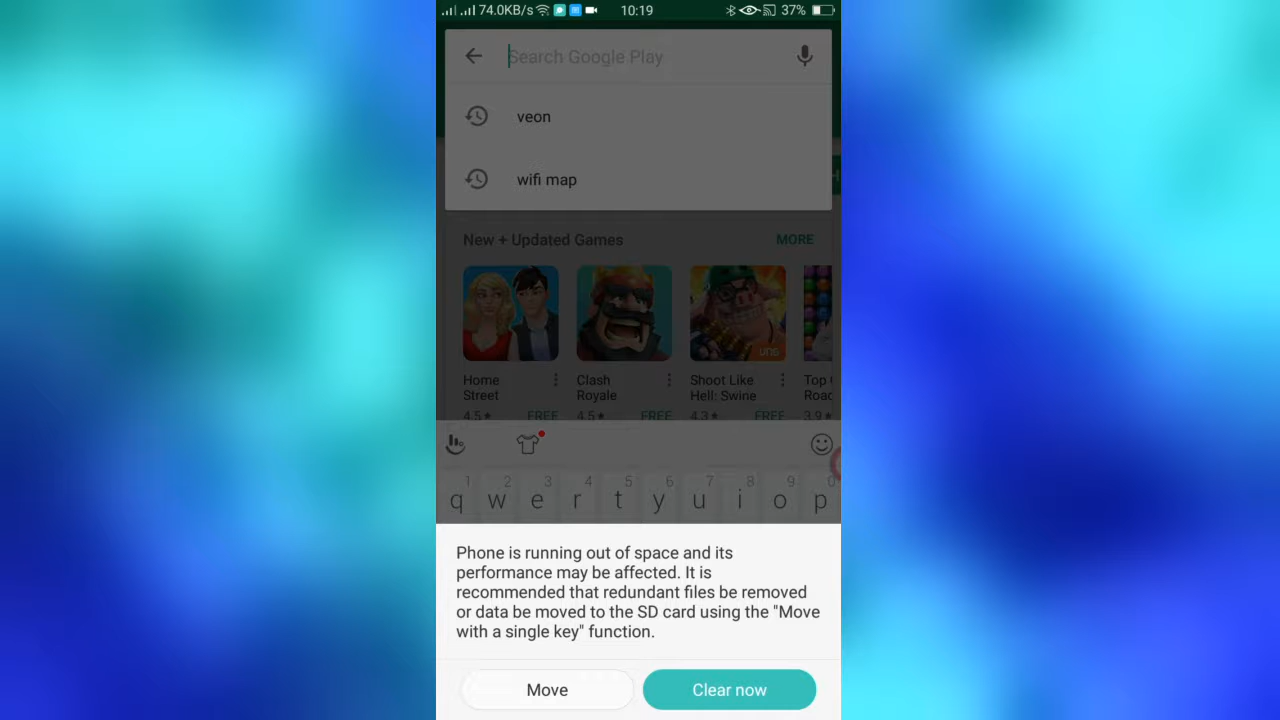 74.0KB/s 10:19 37%
Search Google Play
veon
wifi map
H
New + Updated Games MORE
UNG
Home Clash Shoot Like Top
Street Royale Hell: Swine Road
4.5★ FREE 4.5★ FREE 4.3★ FREE 3.9★
1 2 3 4 5 6 7 8 9 0
q w e r t y u i o p
Phone is running out of space and its
performance may be affected. It is
recommended that redundant files be removed
or data be moved to the SD card using the "Move
with a single key" function.
Move Clear now